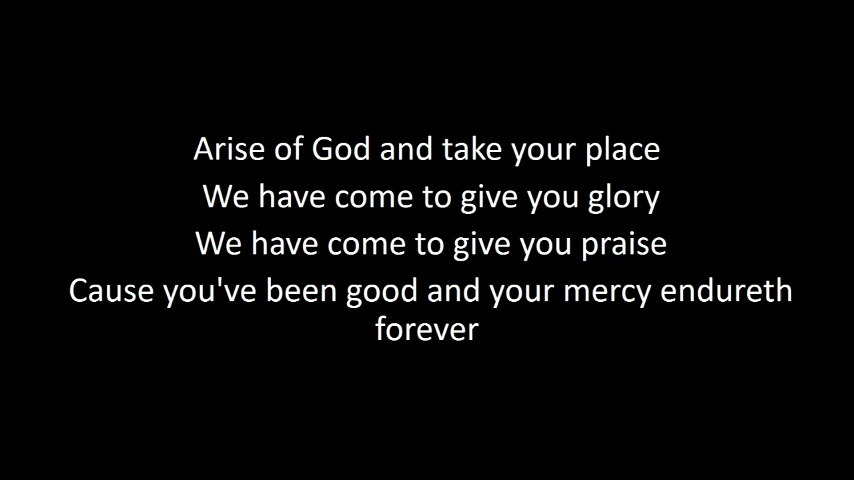 Arise of God and take your place
We have come to give you glory
We have come to give you praise
Cause you've been good and your mercy endureth
forever